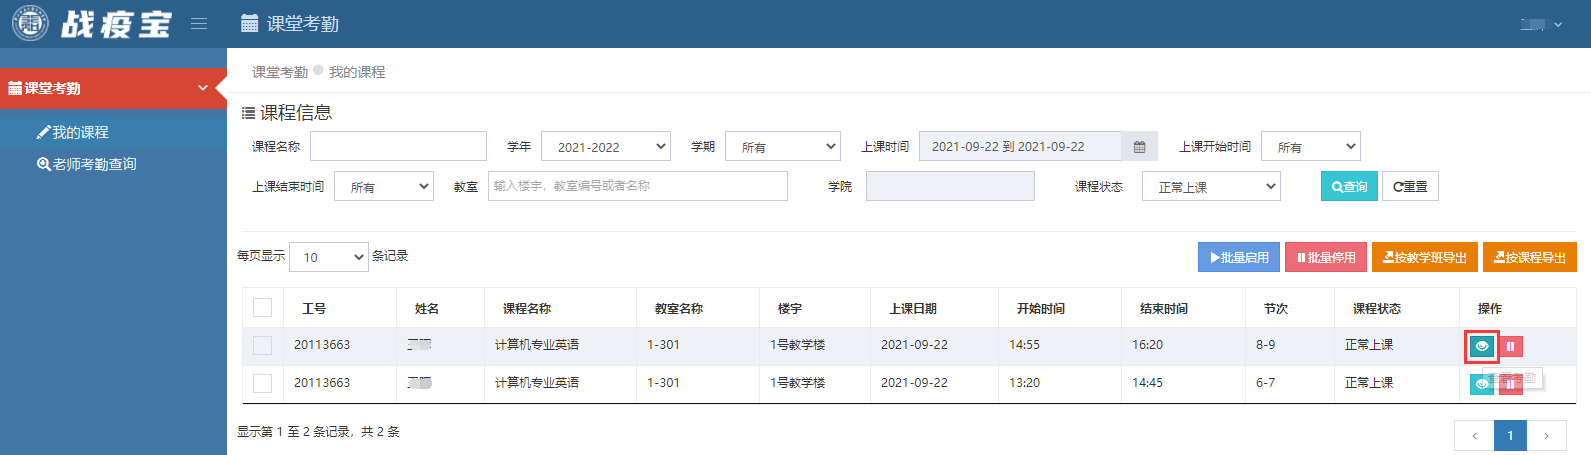 战疫宝
课堂考勤
课堂考勤
我的课程
老师考勤查询
课堂考勤 我的课程
课程信息
课程名称 学年 2021-2022 学期 所有 上课时间 2021-09-22 到 2021-09-22 上课开始时间 所有
上课结束时间 所有 教室 输入楼宇，教室编号或者名称 学院 课程状态 正常上课 查询 重置
每页显示 10 条记录 批量启用 批量停用 按教学班导出 按课程导出
工号 姓名 课程名称 教室名称 楼宇 上课日期 开始时间 结束时间 节次 课程状态 操作
20113663 计算机专业英语 1-301 1号教学楼 2021-09-22 14:55 16:20 8-9 正常上课
20113663 计算机专业英语 1-301 1号教学楼 2021-09-22 13:20 14:45 6-7 正常上课
查看考勤
显示第 1 至 2 条记录，共 2 条
‹ 1 ›